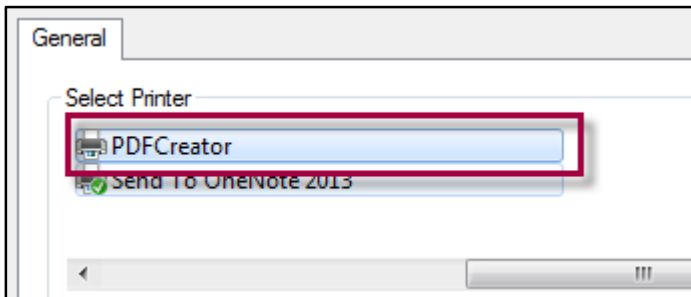 General
Select Printer
PDFCreator
Send To OneNote 2013